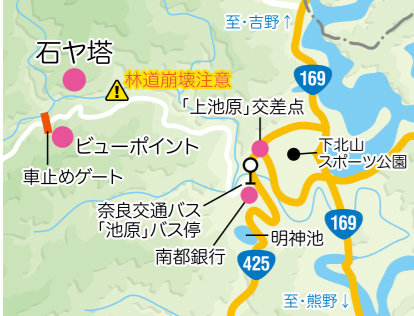 至・吉野↑
石ヤ塔
林道崩壊注意
169
「上池原」交差点
ビューポイント
下北山
スポーツ公園
車止めゲート
奈良交通バス
「池原」バス停
南都銀行
明神池
169
425
至・熊野↓